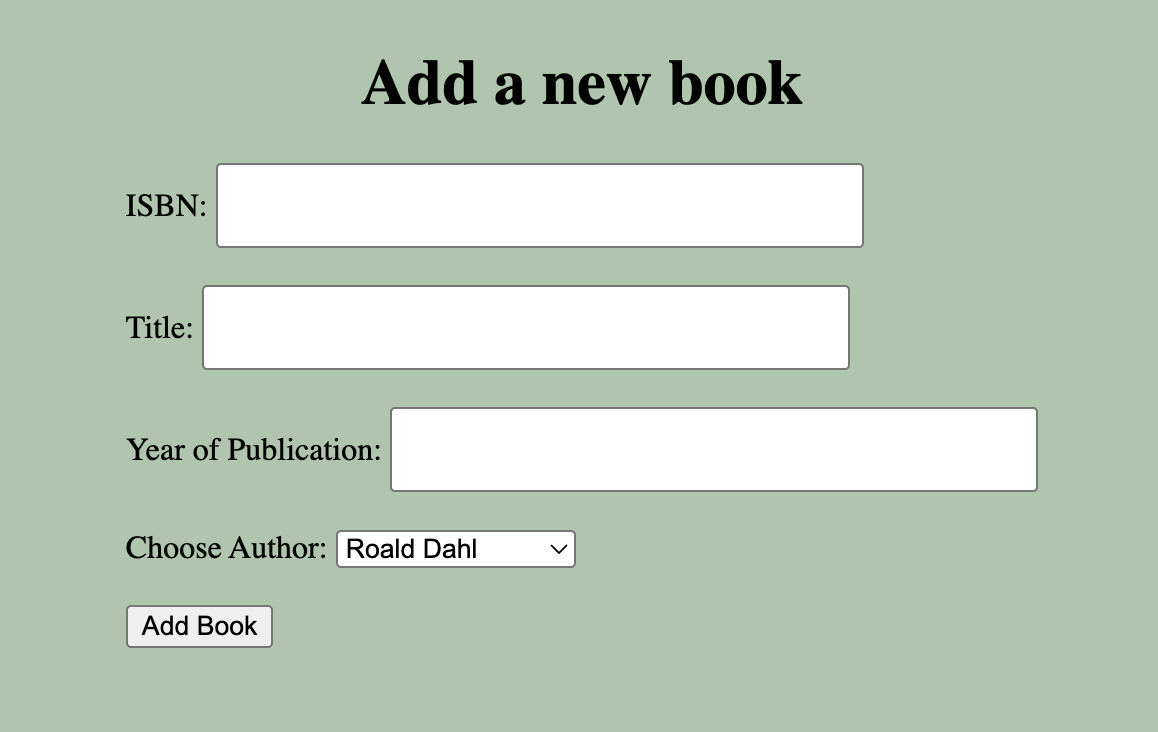 Add a new book
ISBN:
Title:
Year of Publication:
Choose Author: Roald Dahl
Add Book